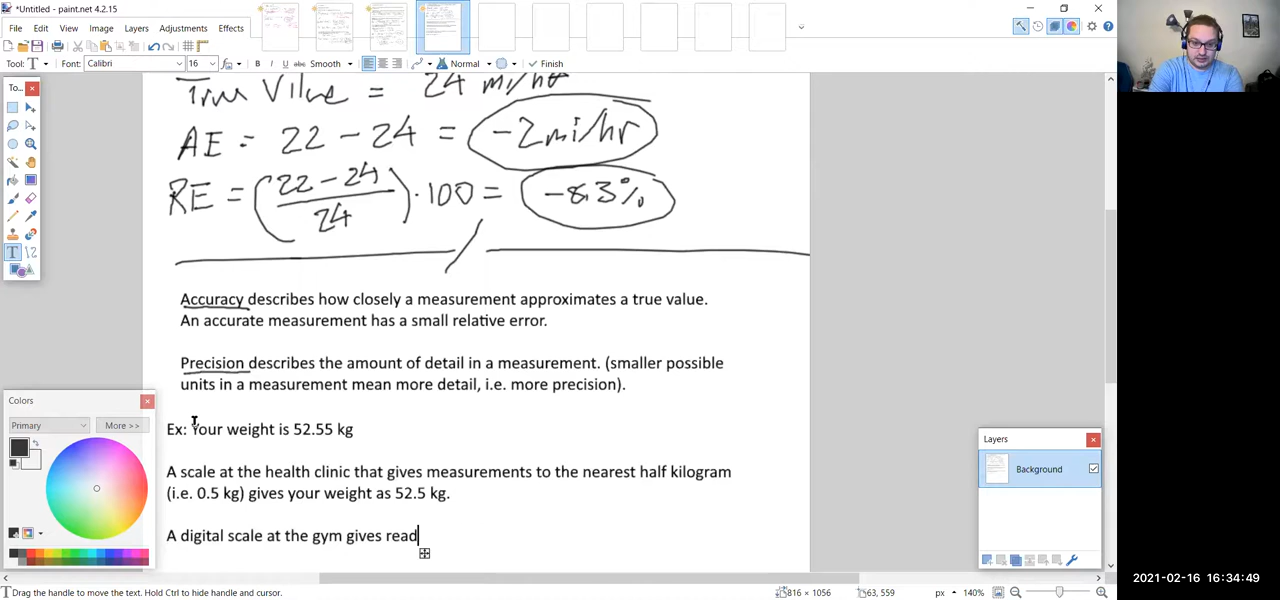 *Untitled - paint.net 4.2.15
File Edit View Image Layers Adjustments Effects
Tool: T Font: Calibri 16 B I U abc Smooth Normal Finish
To...
True Value = 24 mi/hr
AE = 22 - 24 = -2mi/hr
RE = (22 - 24 / 24) · 100 = -8.3%
Accuracy describes how closely a measurement approximates a true value.
An accurate measurement has a small relative error.
Precision describes the amount of detail in a measurement. (smaller possible
units in a measurement mean more detail, i.e. more precision).
Ex: Your weight is 52.55 kg
A scale at the health clinic that gives measurements to the nearest half kilogram
(i.e. 0.5 kg) gives your weight as 52.5 kg.
A digital scale at the gym gives read
Colors
Primary More >>
Layers
Background
2021-02-16 16:34:49
Drag the handle to move the text. Hold Ctrl to hide handle and cursor.
816 x 1056 63, 559 px 140%